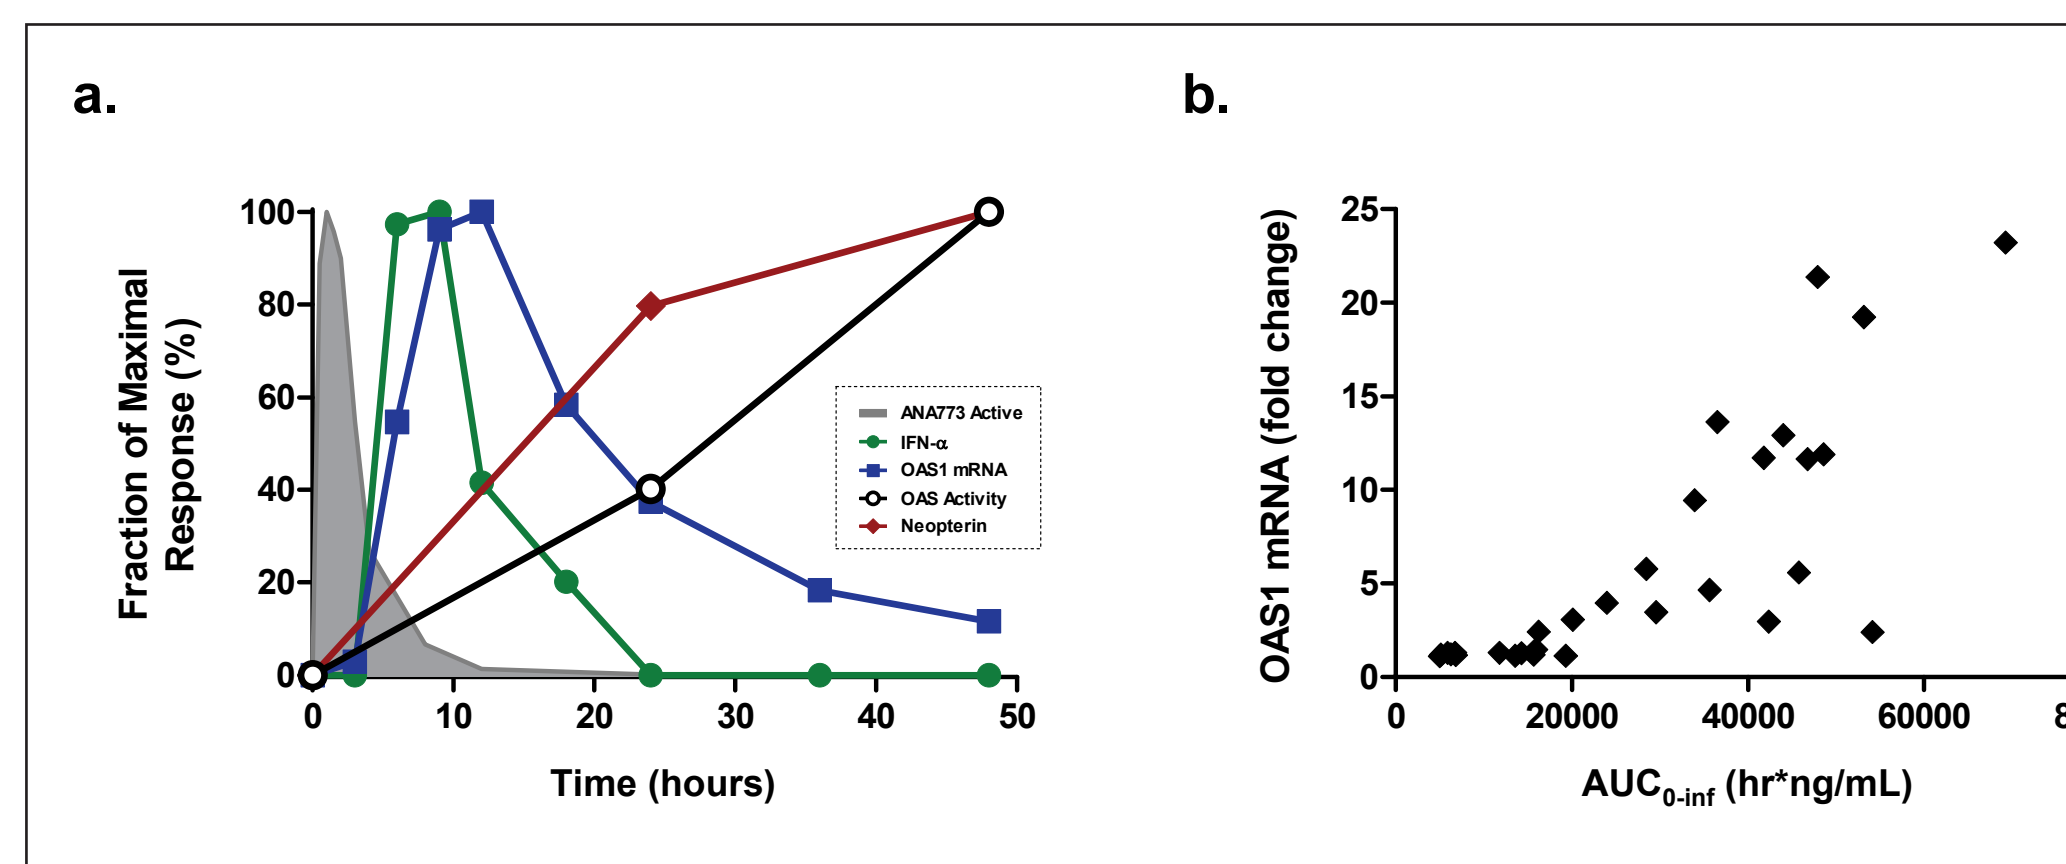 a.
100
80
60
40
20
0
Fraction of Maximal
Response (%)
0 10 20 30 40 50
Time (hours)
ANA773 Active
IFN-α
OAS1 mRNA
OAS Activity
Neopterin
b.
25
20
15
10
5
0
OAS1 mRNA (fold change)
0 20000 40000 60000
AUC0-inf (hr*ng/mL)